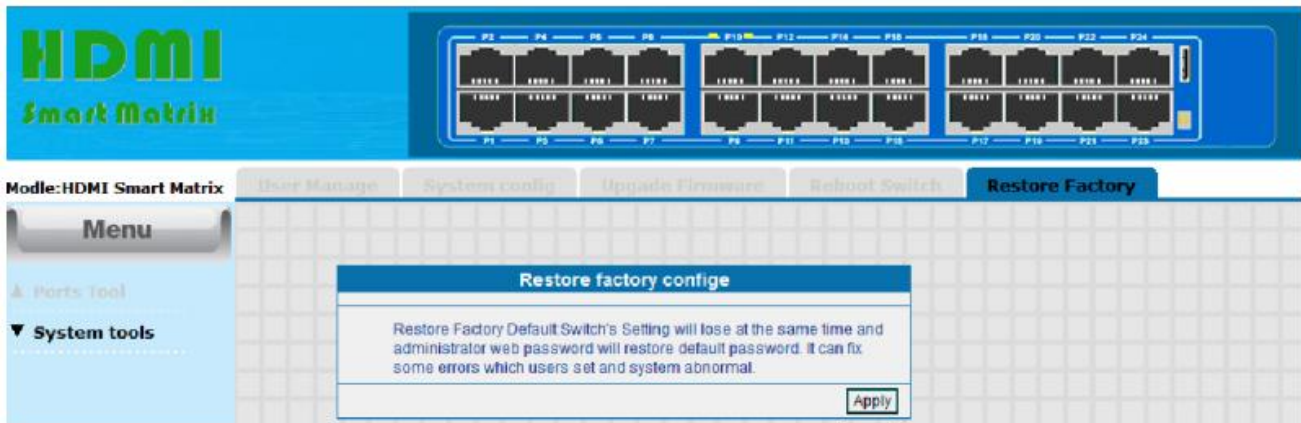 HDMI
Smart Matrix
P2 P4 P6 P8 P10 P12 P14 P16 P18 P20 P22 P24
P1 P3 P5 P7 P9 P11 P13 P15 P17 P19 P21 P23
Modle:HDMI Smart Matrix
User Manage
System config
Upgade Firmware
Reboot Switch
Restore Factory
Menu
Ports Tool
System tools
Restore factory confige
Restore Factory Default Switch's Setting will lose at the same time and
administrator web password will restore default password. It can fix
some errors which users set and system abnormal.
Apply